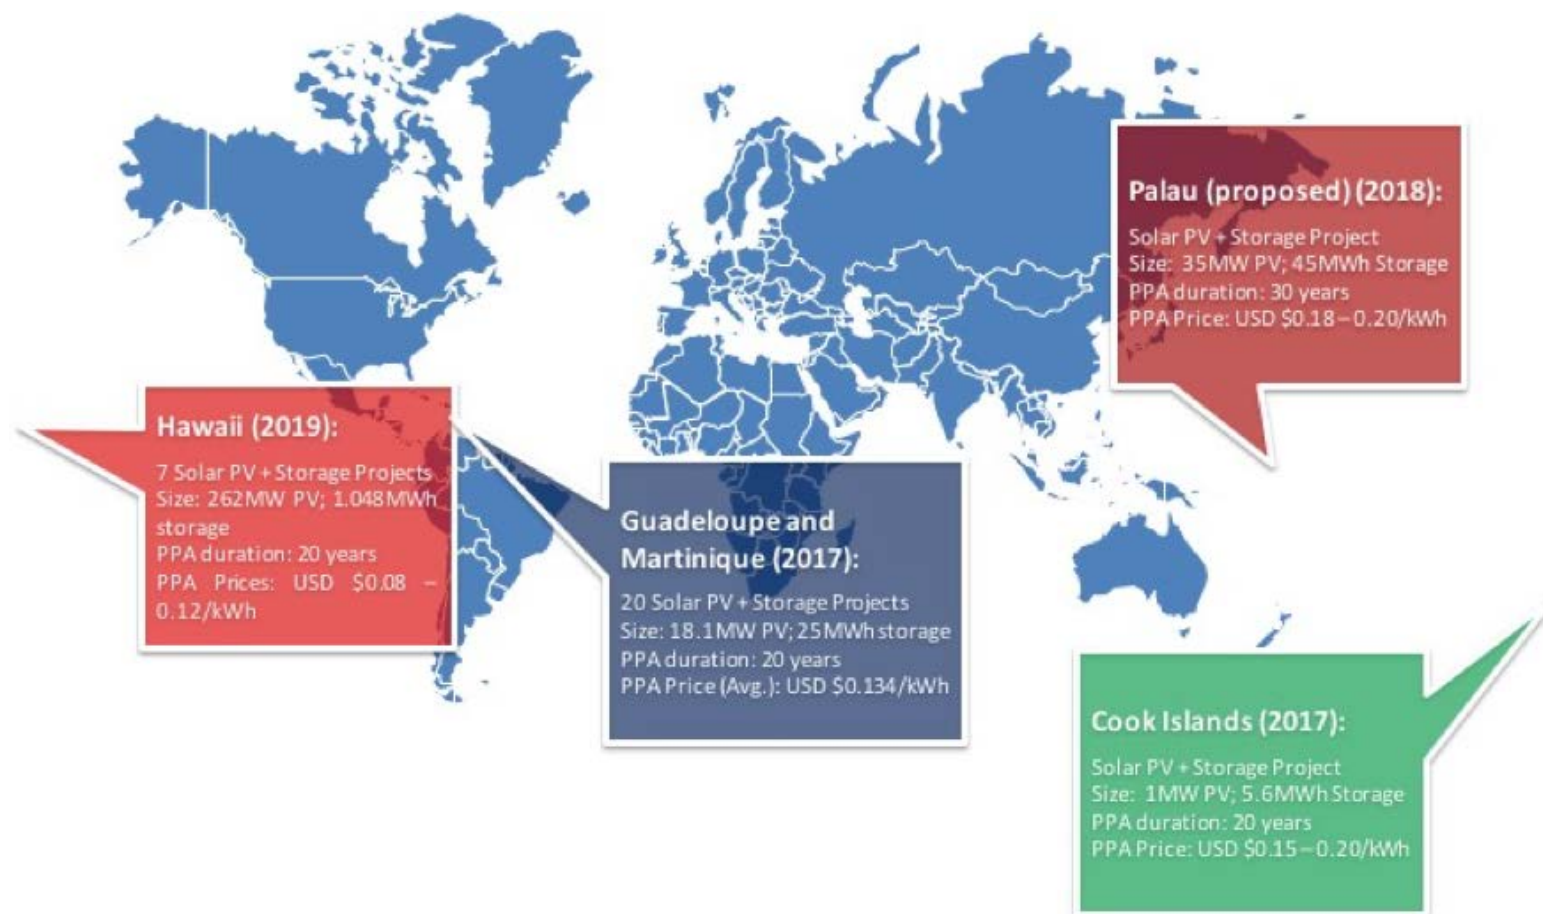 Palau (proposed) (2018):
Solar PV + Storage Project
Size: 35MW PV; 45MWh Storage
PPA duration: 30 years
PPA Price: USD $0.18 – 0.20/kWh
Hawaii (2019):
7 Solar PV + Storage Projects
Size: 262MW PV; 1.048MWh
storage
PPA duration: 20 years
PPA Prices: USD $0.08 –
0.12/kWh
Guadeloupe and
Martinique (2017):
20 Solar PV + Storage Projects
Size: 18.1MW PV; 25MWh storage
PPA duration: 20 years
PPA Price (Avg.): USD $0.134/kWh
Cook Islands (2017):
Solar PV + Storage Project
Size: 1MW PV; 5.6MWh Storage
PPA duration: 20 years
PPA Price: USD $0.15 – 0.20/kWh